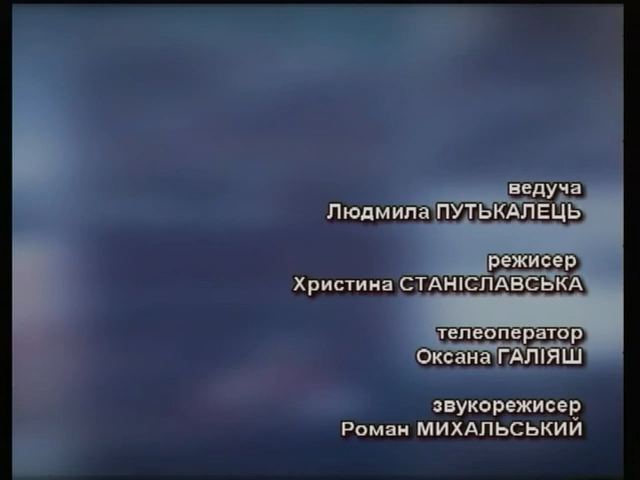 ведуча
Людмила ПУТЬКАЛЕЦЬ
режисер
Христина СТАНІСЛАВСЬКА
телеоператор
Оксана ГАЛІЯШ
звукорежисер
Роман МИХАЛЬСЬКИЙ